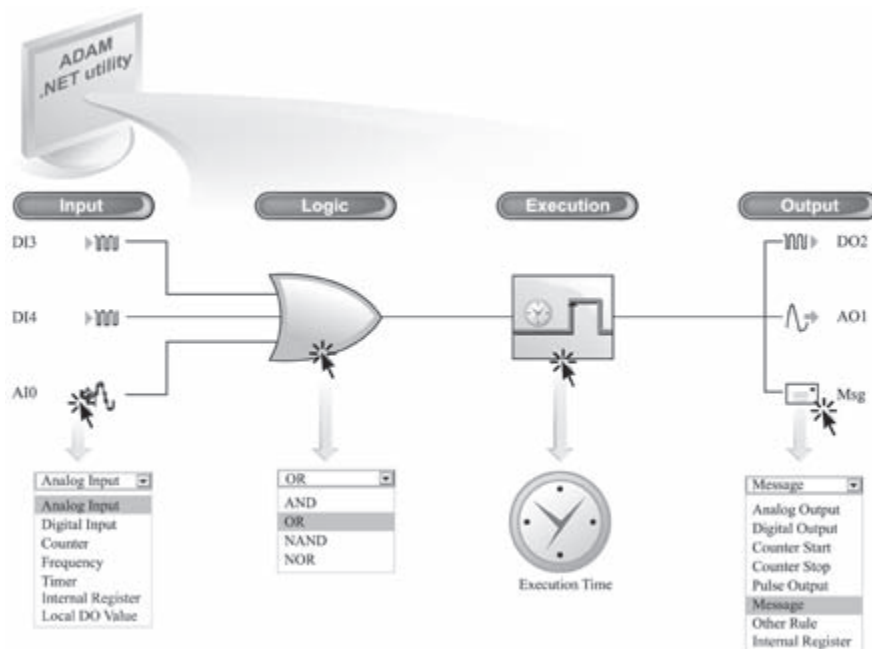 ADAM
.NET utility
Input
Logic
Execution
Output
DI3
DO2
DI4
AO1
AI0
Msg
Analog Input
Analog Input
Digital Input
Counter
Frequency
Timer
Internal Register
Local DO Value
OR
AND
OR
NAND
NOR
Execution Time
Message
Analog Output
Digital Output
Counter Start
Counter Stop
Pulse Output
Message
Other Rule
Internal Register